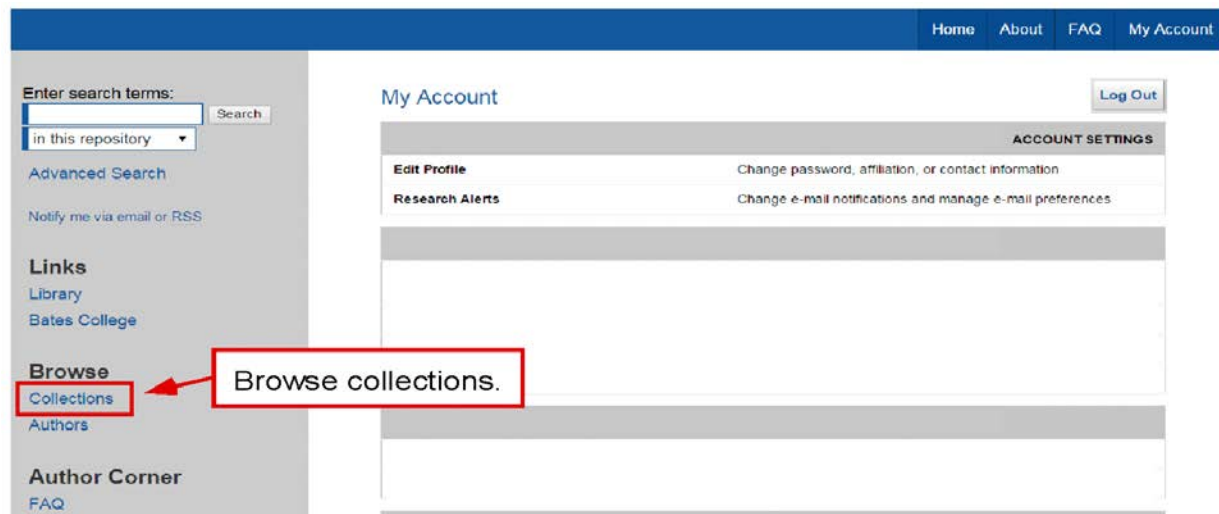 Home About FAQ My Account
Enter search terms:
Search
in this repository
Advanced Search
Notify me via email or RSS
Links
Library
Bates College
Browse
Collections
Authors
Author Corner
FAQ
Browse collections.
My Account
Log Out
ACCOUNT SETTINGS
Edit Profile Change password, affiliation, or contact information
Research Alerts Change e-mail notifications and manage e-mail preferences